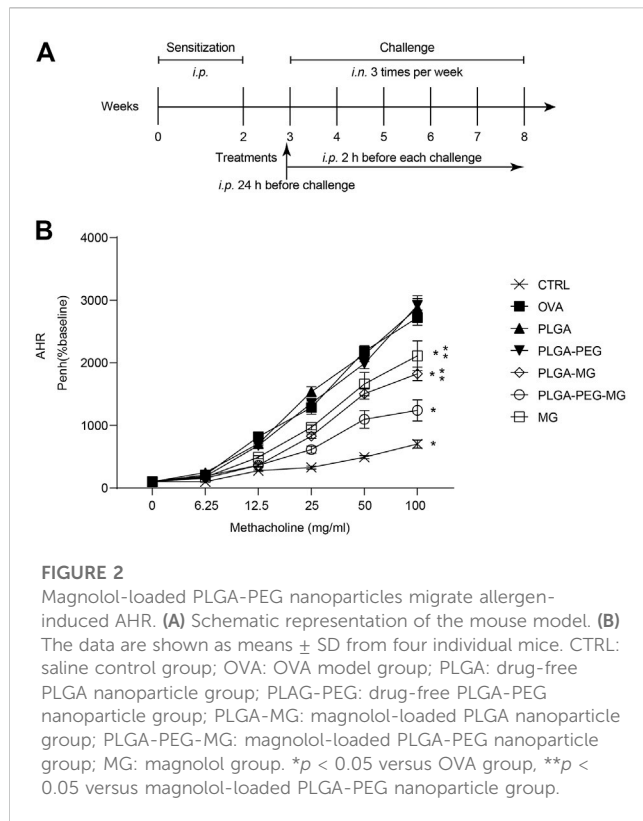 A
Sensitization
Challenge
i.p.
i.n. 3 times per week
Weeks
0 2 3 4 5 6 7 8
Treatments
i.p. 2 h before each challenge
i.p. 24 h before challenge
B
4000
3000
2000
1000
0
AHR
Penh(%baseline)
0 6.25 12.5 25 50 100
Methacholine (mg/ml)
* **
* **
*
*
CTRL
OVA
PLGA
PLGA-PEG
PLGA-MG
PLGA-PEG-MG
MG
FIGURE 2
Magnolol-loaded PLGA-PEG nanoparticles migrate allergen-
induced AHR. (A) Schematic representation of the mouse model. (B)
The data are shown as means ± SD from four individual mice. CTRL:
saline control group; OVA: OVA model group; PLGA: drug-free
PLGA nanoparticle group; PLAG-PEG: drug-free PLGA-PEG
nanoparticle group; PLGA-MG: magnolol-loaded PLGA nanoparticle
group; PLGA-PEG-MG: magnolol-loaded PLGA-PEG nanoparticle
group; MG: magnolol group. *p < 0.05 versus OVA group, **p <
0.05 versus magnolol-loaded PLGA-PEG nanoparticle group.